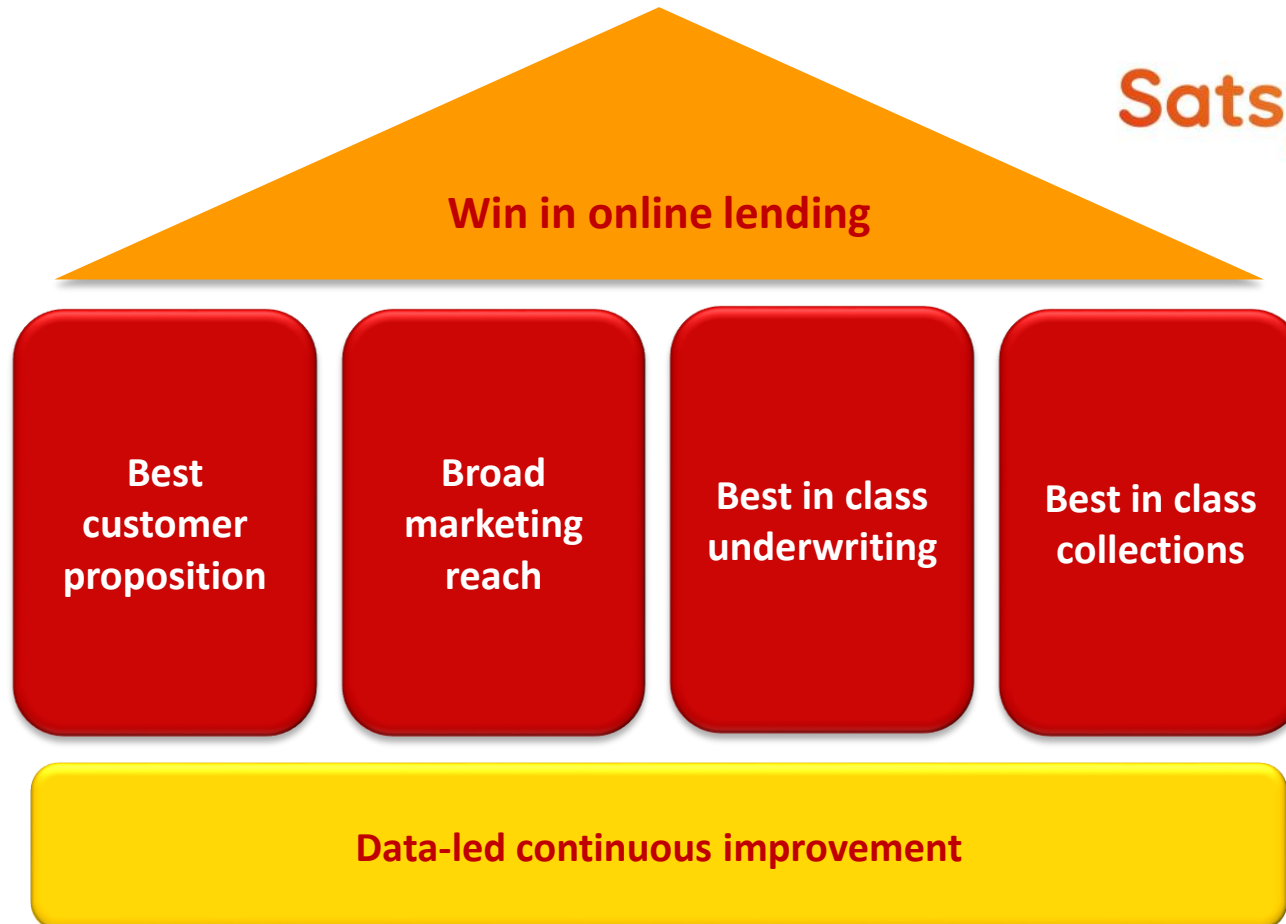 Sats
Win in online lending
Best
customer
proposition
Broad
marketing
reach
Best in class
underwriting
Best in class
collections
Data-led continuous improvement